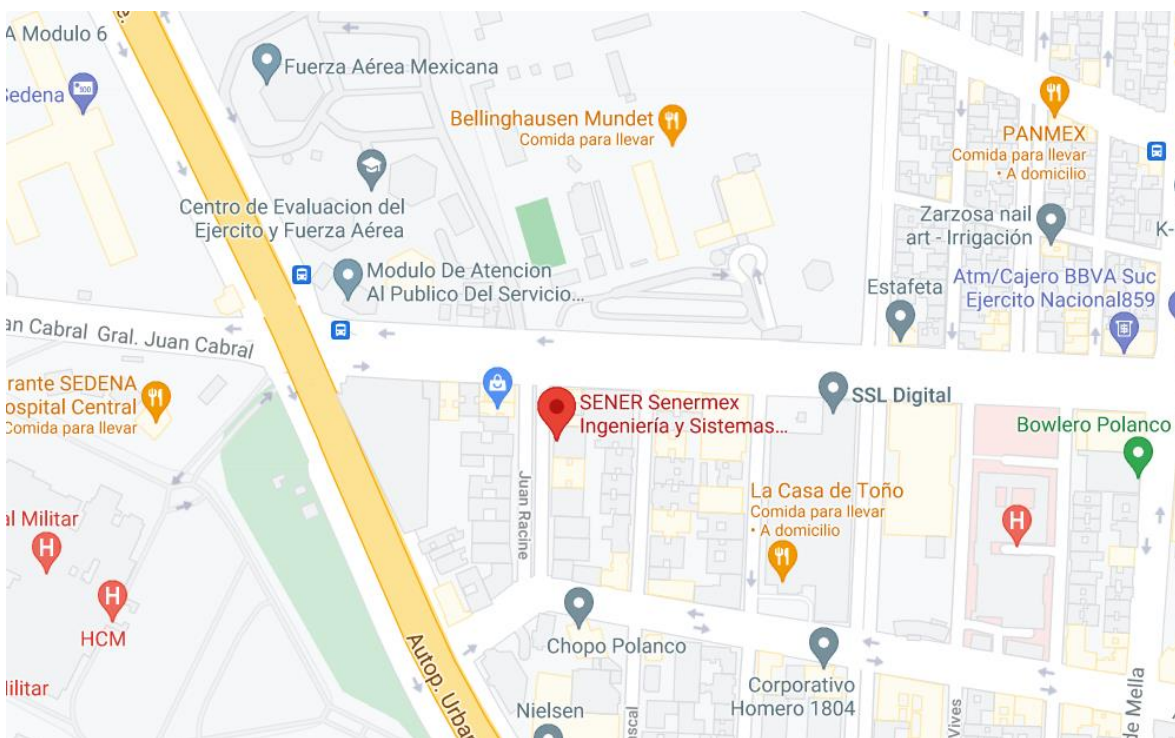 A Modulo 6
Sedena
Fuerza Aérea Mexicana
Bellinghausen Mundet
Comida para llevar
PANMEX
Comida para llevar
• A domicilio
Centro de Evaluacion del
Ejercito y Fuerza Aérea
Zarzosa nail
art - Irrigación
K-
Modulo De Atencion
Al Publico Del Servicio...
Estafeta
Atm/Cajero BBVA Suc
Ejercito Nacional859
an Cabral
Gral. Juan Cabral
rante SEDENA
ospital Central
Comida para llevar
SENER Senermex
Ingeniería y Sistemas...
SSL Digital
Bowlero Polanco
Juan Racine
La Casa de Toño
Comida para llevar
• A domicilio
al Militar
H
H
H
HCM
Chopo Polanco
Autop. Urba
Corporativo
Homero 1804
ilitar
Nielsen
ascal
Vives
de Mella